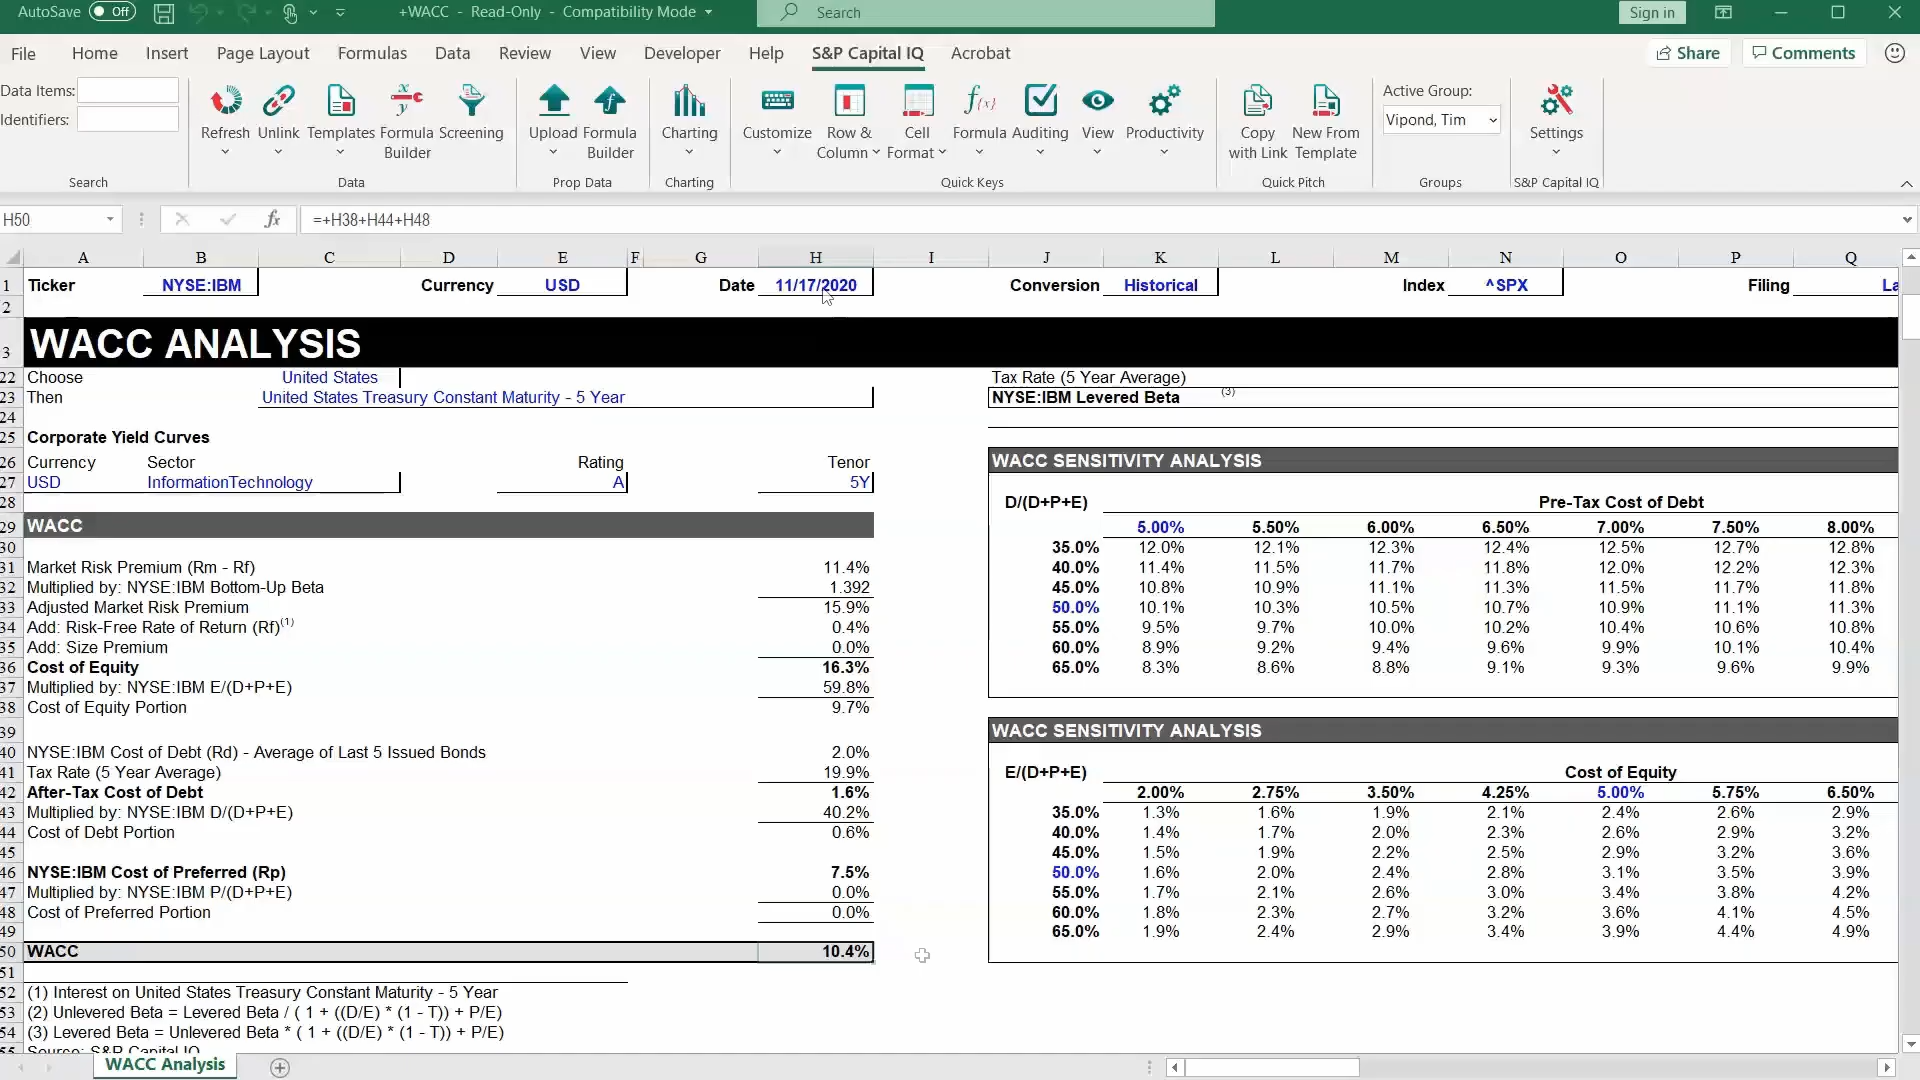 AutoSave Off +WACC - Read-Only - Compatibility Mode Search Sign in
File Home Insert Page Layout Formulas Data Review View Developer Help S&P Capital IQ Acrobat Share Comments
Data Items:
Identifiers:
Search
Refresh Unlink Templates Formula Builder Screening
Data
Upload Formula Builder
Prop Data
Charting
Charting
Customize Row & Column Cell Format Formula Auditing View Productivity
Quick Keys
Copy with Link New From Template
Quick Pitch
Active Group:
Vipond, Tim
Groups
Settings
S&P Capital IQ
H50 fx =+H38+H44+H48
A B C D E F G H I J K L M N O P Q
1 Ticker NYSE:IBM Currency USD Date 11/17/2020 Conversion Historical Index ^SPX Filing La
2
3 WACC ANALYSIS
22 Choose United States Tax Rate (5 Year Average)
23 Then United States Treasury Constant Maturity - 5 Year NYSE:IBM Levered Beta (3)
24
25 Corporate Yield Curves
26 Currency Sector Rating Tenor WACC SENSITIVITY ANALYSIS
27 USD InformationTechnology A 5Y
28 D/(D+P+E) Pre-Tax Cost of Debt
29 WACC 5.00% 5.50% 6.00% 6.50% 7.00% 7.50% 8.00%
30 35.0% 12.0% 12.1% 12.3% 12.4% 12.5% 12.7% 12.8%
31 Market Risk Premium (Rm - Rf) 11.4% 40.0% 11.4% 11.5% 11.7% 11.8% 12.0% 12.2% 12.3%
32 Multiplied by: NYSE:IBM Bottom-Up Beta 1.392 45.0% 10.8% 10.9% 11.1% 11.3% 11.5% 11.7% 11.8%
33 Adjusted Market Risk Premium 15.9% 50.0% 10.1% 10.3% 10.5% 10.7% 10.9% 11.1% 11.3%
34 Add: Risk-Free Rate of Return (Rf)(1) 0.4% 55.0% 9.5% 9.7% 10.0% 10.2% 10.4% 10.6% 10.8%
35 Add: Size Premium 0.0% 60.0% 8.9% 9.2% 9.4% 9.6% 9.9% 10.1% 10.4%
36 Cost of Equity 16.3% 65.0% 8.3% 8.6% 8.8% 9.1% 9.3% 9.6% 9.9%
37 Multiplied by: NYSE:IBM E/(D+P+E) 59.8%
38 Cost of Equity Portion 9.7%
39 WACC SENSITIVITY ANALYSIS
40 NYSE:IBM Cost of Debt (Rd) - Average of Last 5 Issued Bonds 2.0%
41 Tax Rate (5 Year Average) 19.9% E/(D+P+E) Cost of Equity
42 After-Tax Cost of Debt 1.6% 2.00% 2.75% 3.50% 4.25% 5.00% 5.75% 6.50%
43 Multiplied by: NYSE:IBM D/(D+P+E) 40.2% 35.0% 1.3% 1.6% 1.9% 2.1% 2.4% 2.6% 2.9%
44 Cost of Debt Portion 0.6% 40.0% 1.4% 1.7% 2.0% 2.3% 2.6% 2.9% 3.2%
45 45.0% 1.5% 1.9% 2.2% 2.5% 2.9% 3.2% 3.6%
46 NYSE:IBM Cost of Preferred (Rp) 7.5% 50.0% 1.6% 2.0% 2.4% 2.8% 3.1% 3.5% 3.9%
47 Multiplied by: NYSE:IBM P/(D+P+E) 0.0% 55.0% 1.7% 2.1% 2.6% 3.0% 3.4% 3.8% 4.2%
48 Cost of Preferred Portion 0.0% 60.0% 1.8% 2.3% 2.7% 3.2% 3.6% 4.1% 4.5%
49 65.0% 1.9% 2.4% 2.9% 3.4% 3.9% 4.4% 4.9%
50 WACC 10.4%
51
52 (1) Interest on United States Treasury Constant Maturity - 5 Year
53 (2) Unlevered Beta = Levered Beta / ( 1 + ((D/E) * (1 - T)) + P/E)
54 (3) Levered Beta = Unlevered Beta * ( 1 + ((D/E) * (1 - T)) + P/E)
55 Source: S&P Capital IQ
WACC Analysis